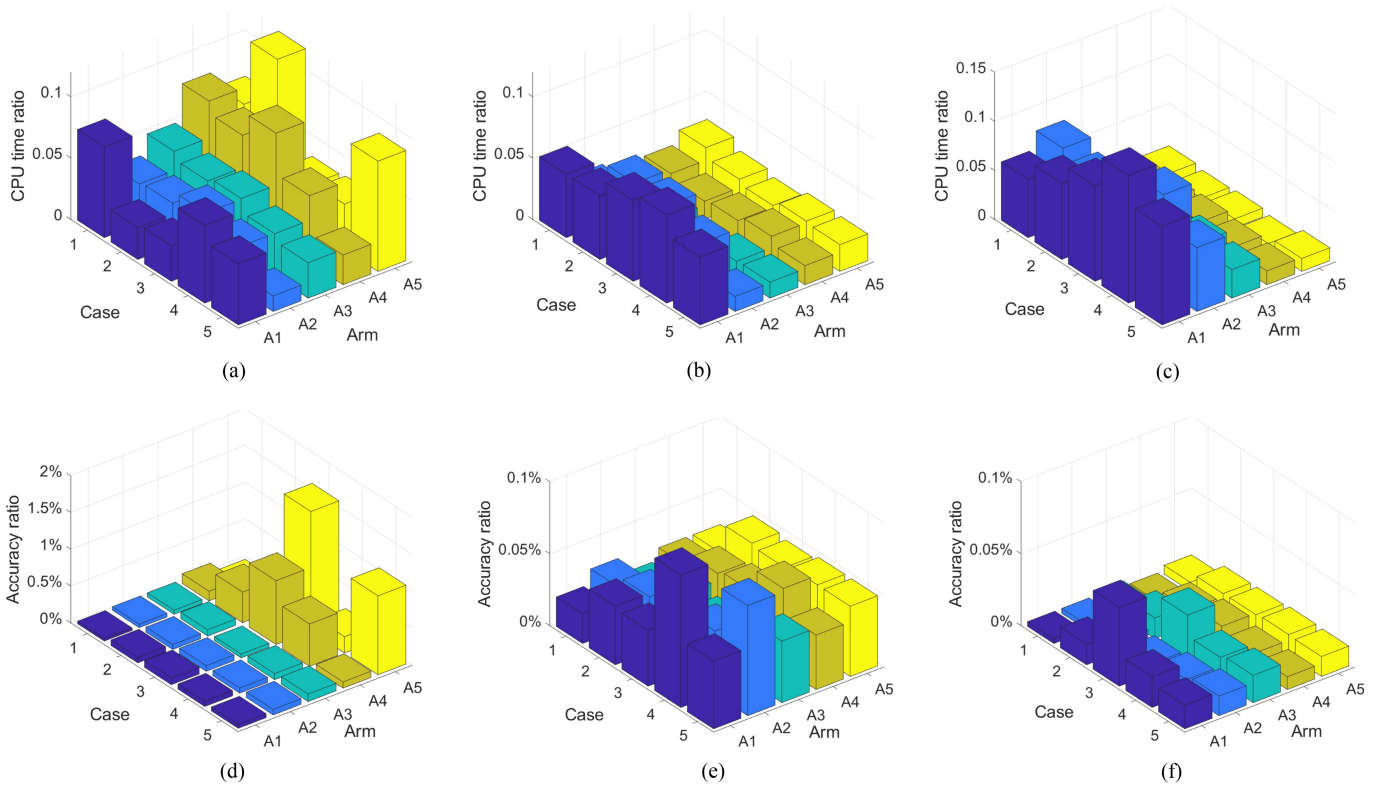 CPU time ratio
0.1
0.05
0
1
2
3
4
5
Case
A1
A2
A3
A4
A5
Arm
(a)
CPU time ratio
0.1
0.05
0
1
2
3
4
5
Case
A1
A2
A3
A4
A5
Arm
(b)
CPU time ratio
0.15
0.1
0.05
0
1
2
3
4
5
Case
A1
A2
A3
A4
A5
Arm
(c)
Accuracy ratio
2%
1.5%
1%
0.5%
0%
1
2
3
4
5
Case
A1
A2
A3
A4
A5
Arm
(d)
Accuracy ratio
0.1%
0.05%
0%
1
2
3
4
5
Case
A1
A2
A3
A4
A5
Arm
(e)
Accuracy ratio
0.1%
0.05%
0%
1
2
3
4
5
Case
A1
A2
A3
A4
A5
Arm
(f)